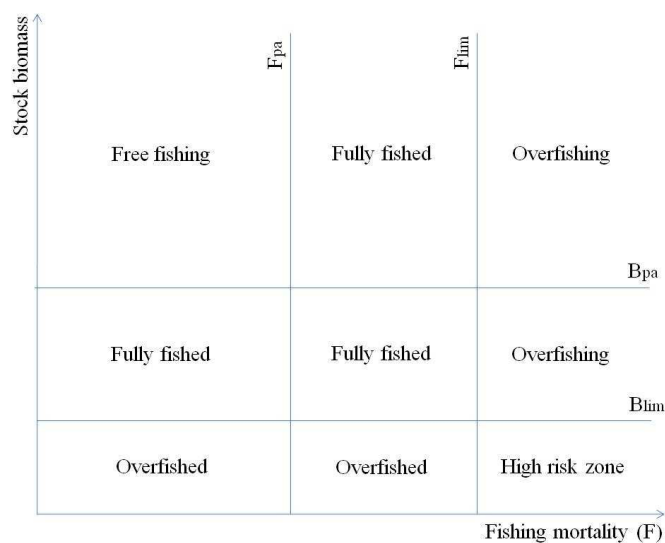 Stock biomass
Fpa
Flim
Free fishing
Fully fished
Overfishing
Bpa
Fully fished
Fully fished
Overfishing
Blim
Overfished
Overfished
High risk zone
Fishing mortality (F)